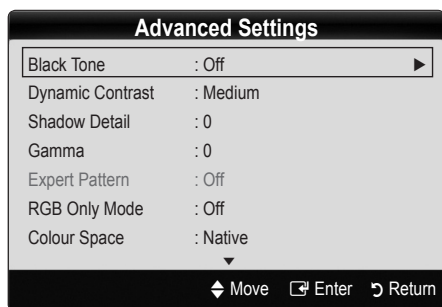 Advanced Settings
Black Tone : Off ►
Dynamic Contrast : Medium
Shadow Detail : 0
Gamma : 0
Expert Pattern : Off
RGB Only Mode : Off
Colour Space : Native
▼
Move Enter Return